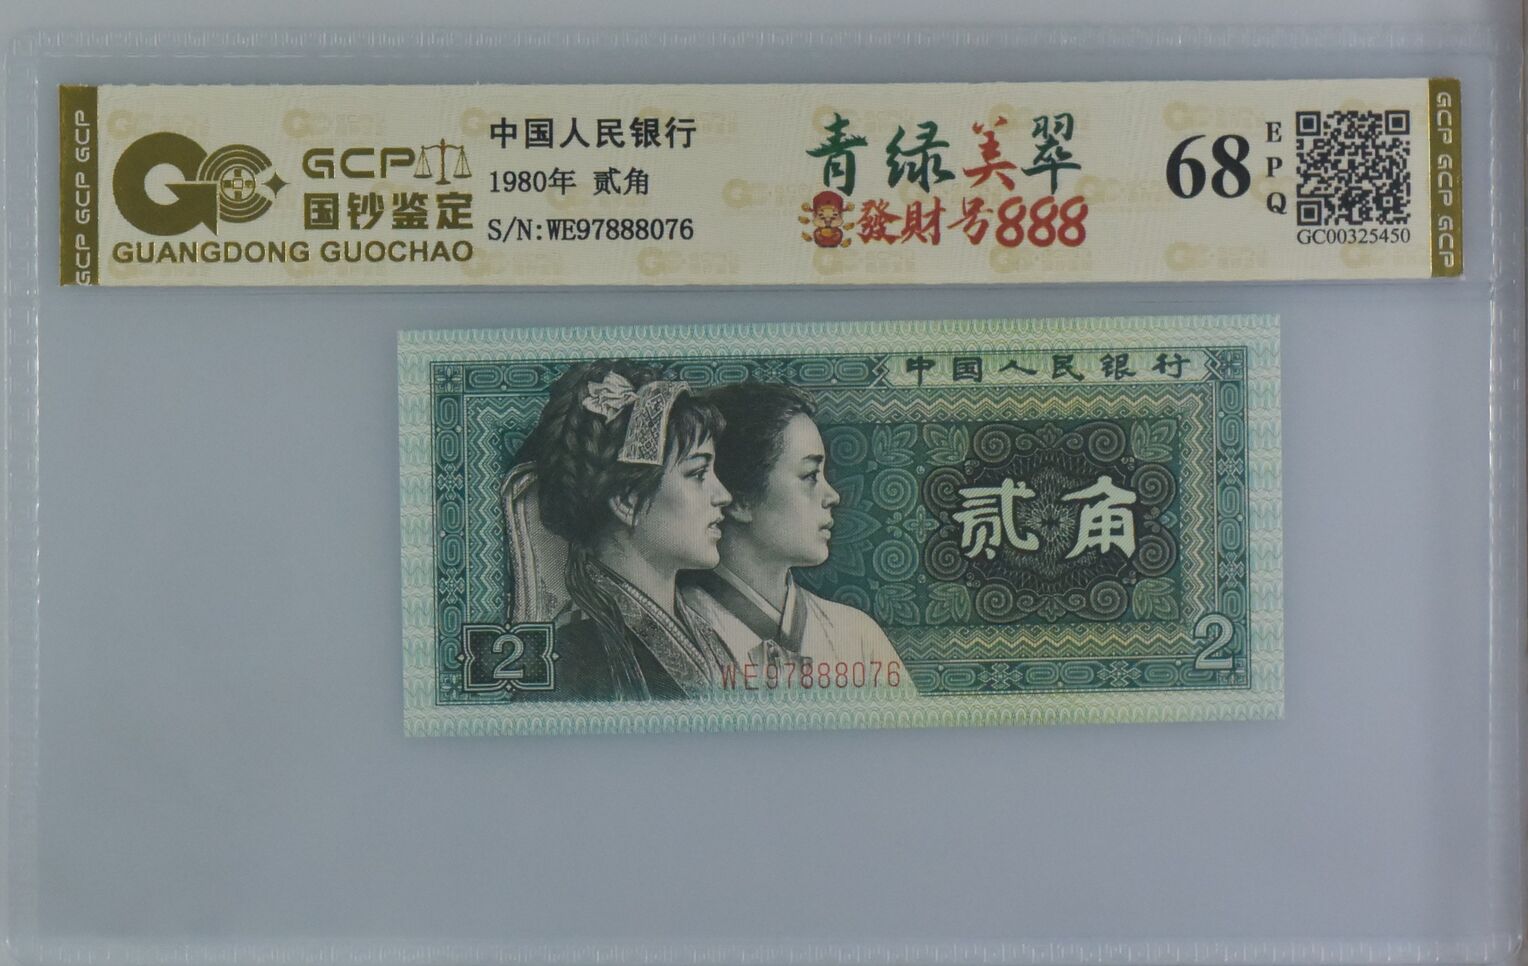 GCP GCP GCP
GCP
国钞鉴定
GUANGDONG GUOCHAO
中国人民银行
1980年 贰角
S/N:WE97888076
青绿美翠
發財号888
68
EPQ
GC00325450
GCP GCP GCP
中国人民银行
贰角
2
2
WE97888076